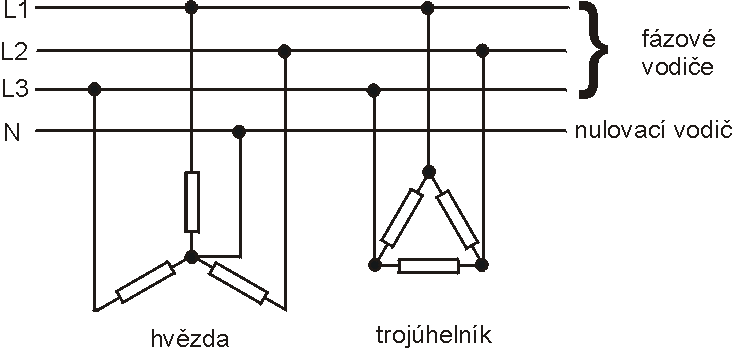 L1
L2
L3
N
fázové
vodiče
nulovací vodič
hvězda
trojúhelník